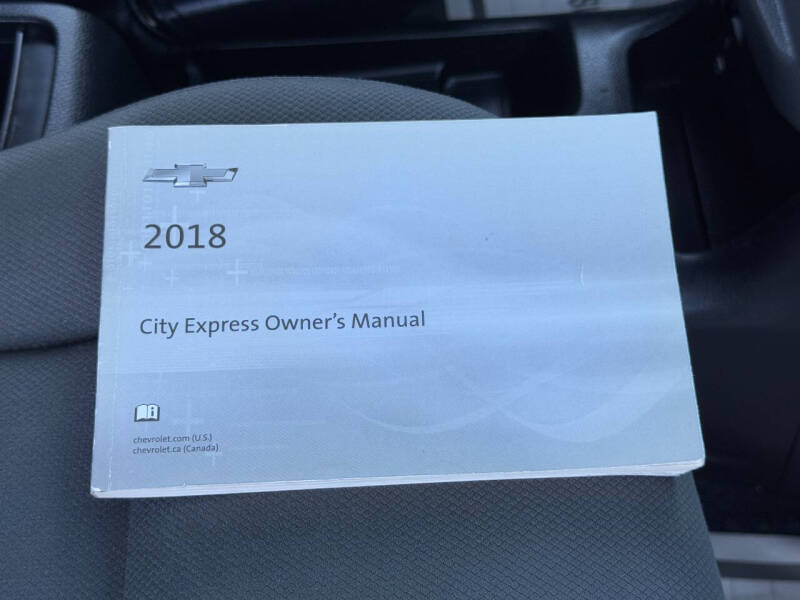 2018
City Express Owner's Manual
chevrolet.com (U.S.)
chevrolet.ca (Canada)